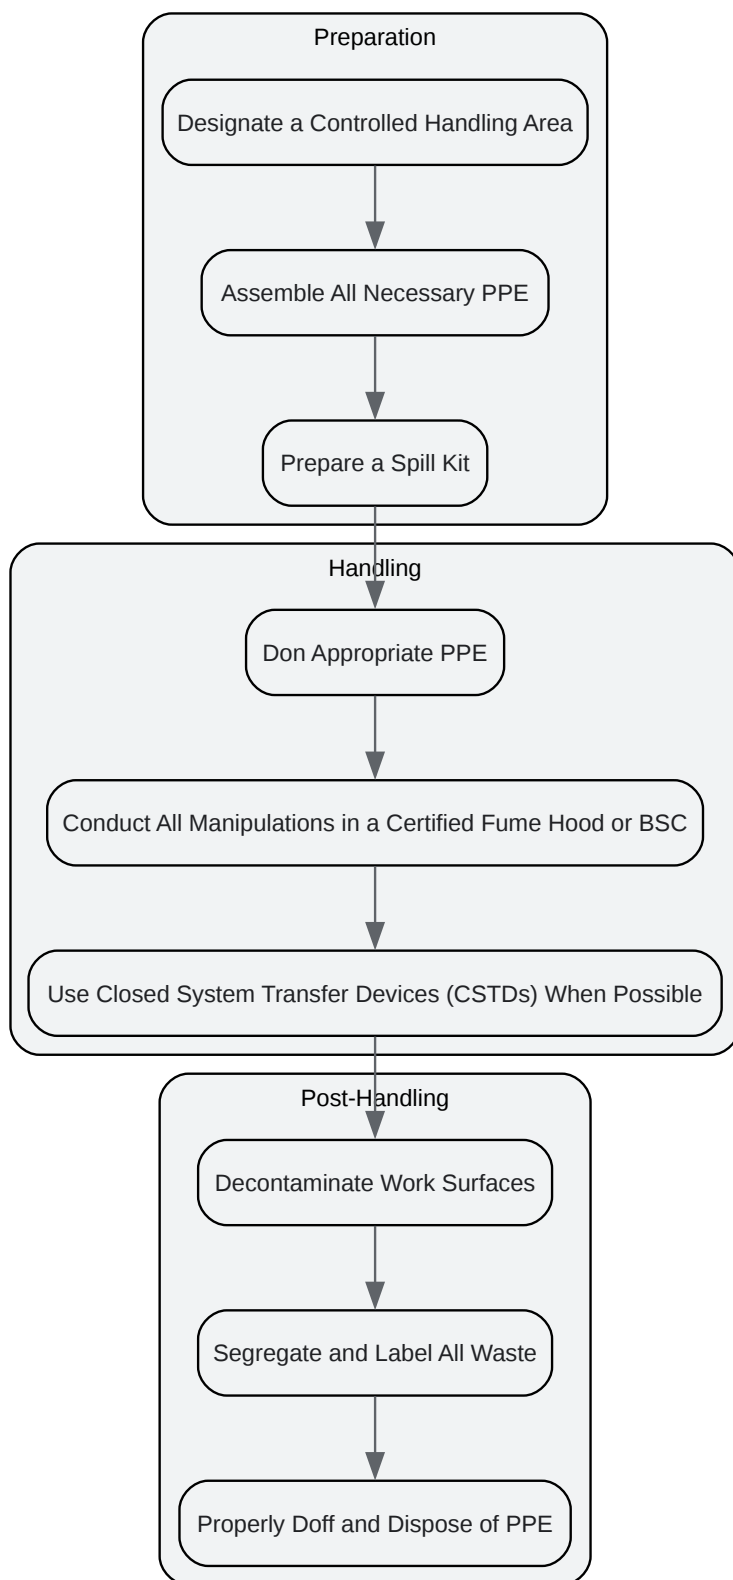 Preparation
Designate a Controlled Handling Area
Assemble All Necessary PPE
Prepare a Spill Kit
Handling
Don Appropriate PPE
Conduct All Manipulations in a Certified Fume Hood or BSC
Use Closed System Transfer Devices (CSTDs) When Possible
Post-Handling
Decontaminate Work Surfaces
Segregate and Label All Waste
Properly Doff and Dispose of PPE